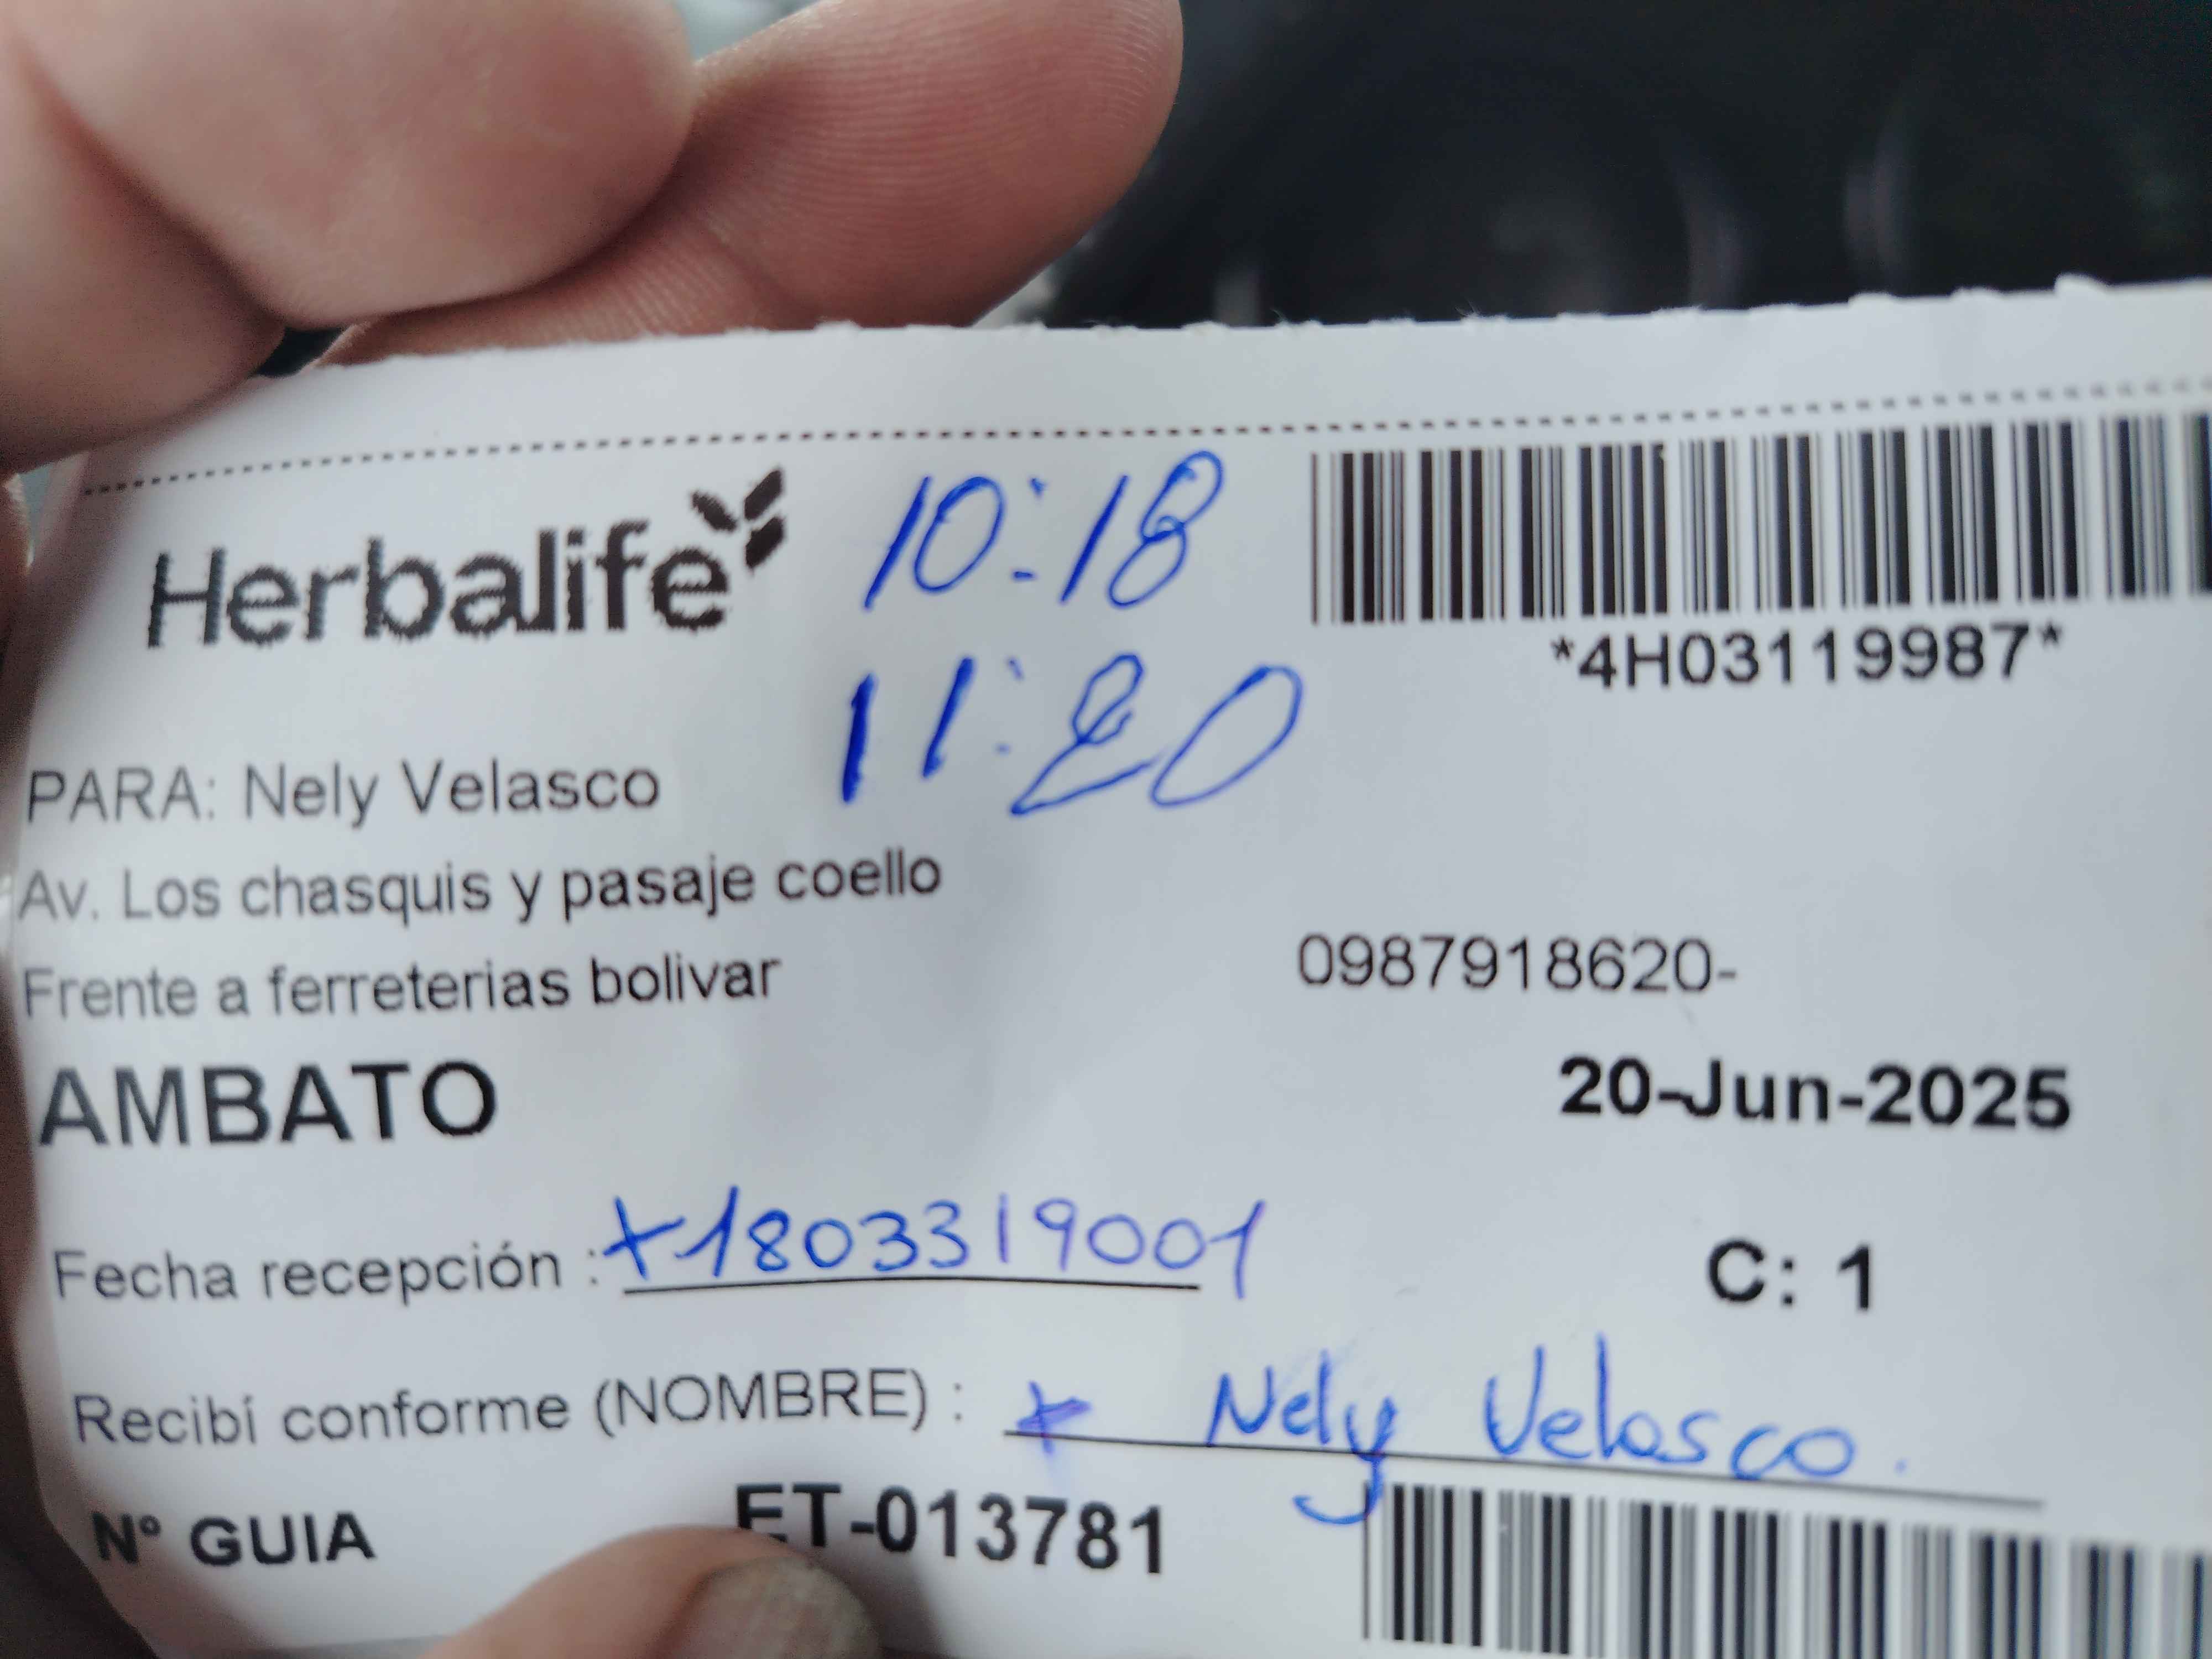 Herbalife
10:18
11:20
*4H03119987*
PARA: Nely Velasco
Av. Los chasquis y pasaje coello
Frente a ferreterias bolivar
0987918620-
AMBATO
20-Jun-2025
Fecha recepción : +1803319001
C: 1
Recibí conforme (NOMBRE) : x Nely Velasco.
Nº GUIA ET-013781